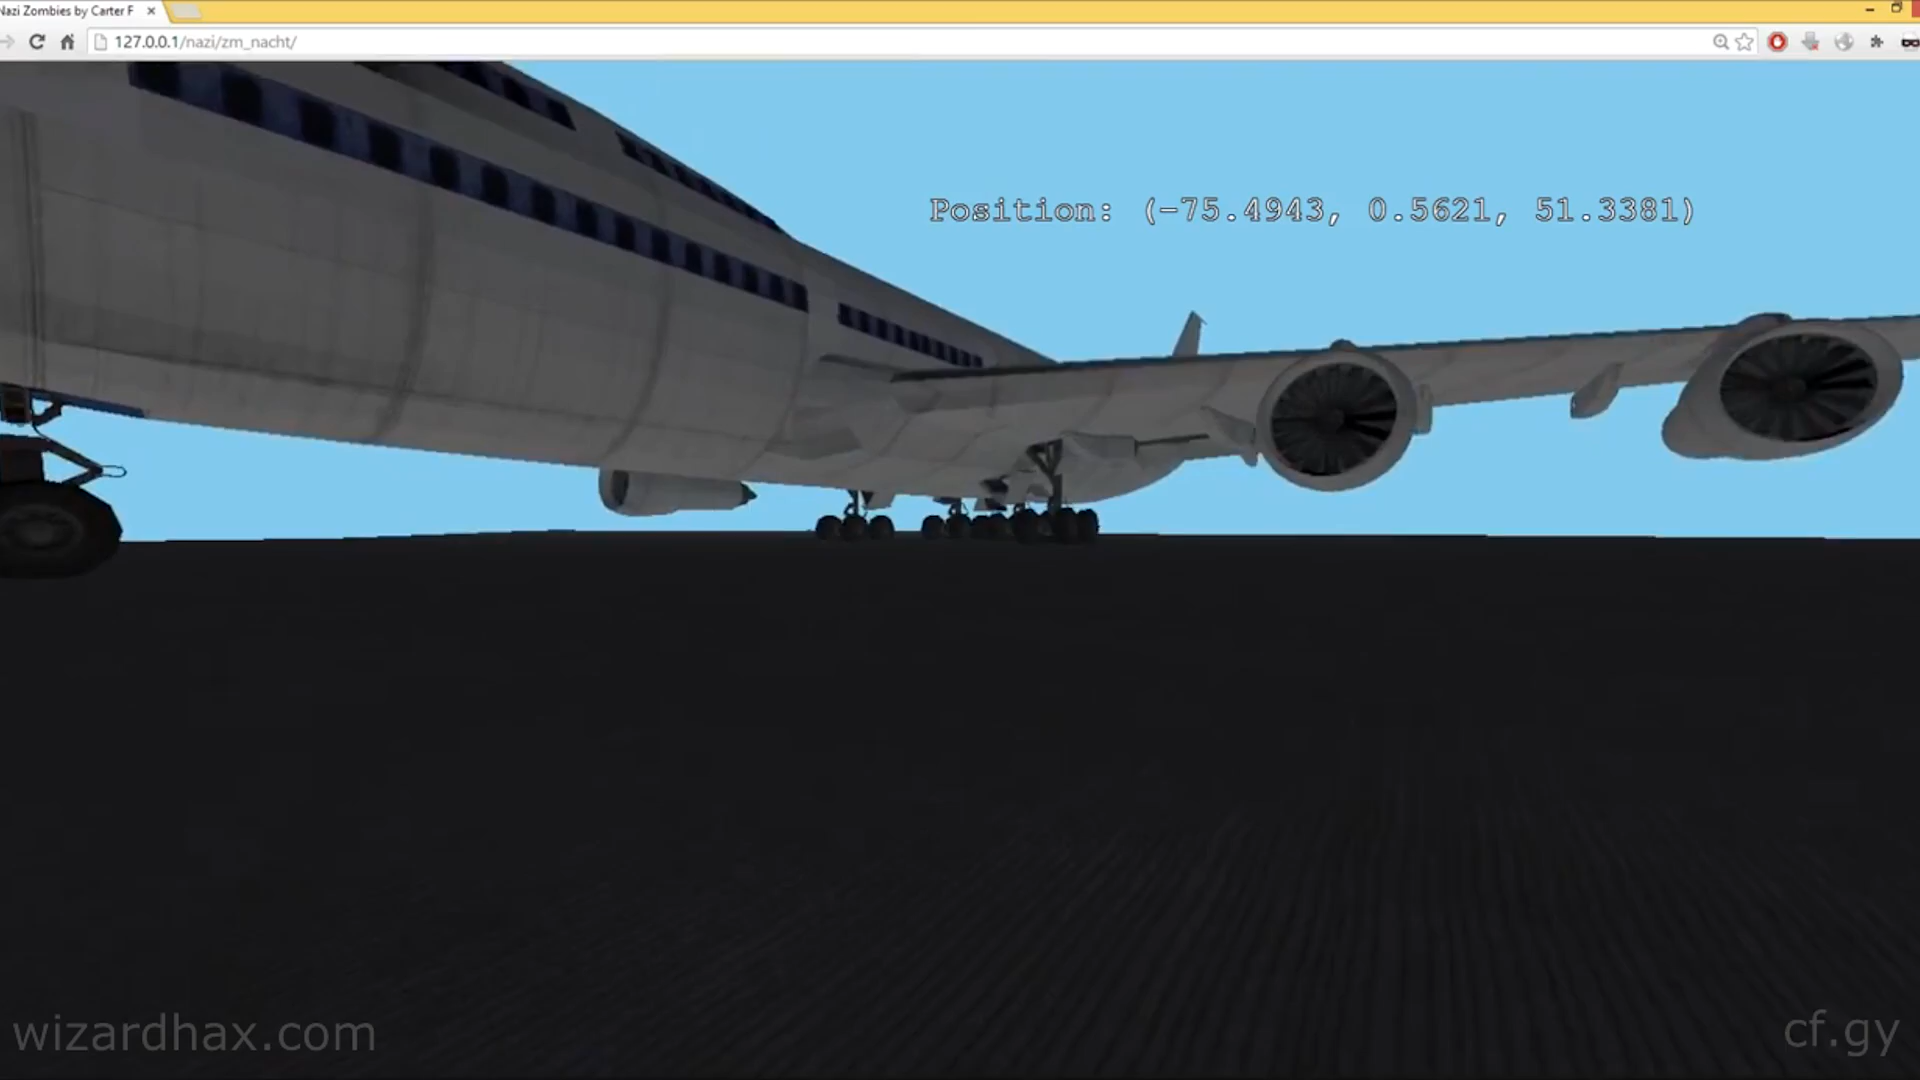 Nazi Zombies by Carter F
127.0.0.1/nazi/zm_nacht/
Position: (-75.4943, 0.5621, 51.3381)
wizardhax.com
cf.gy